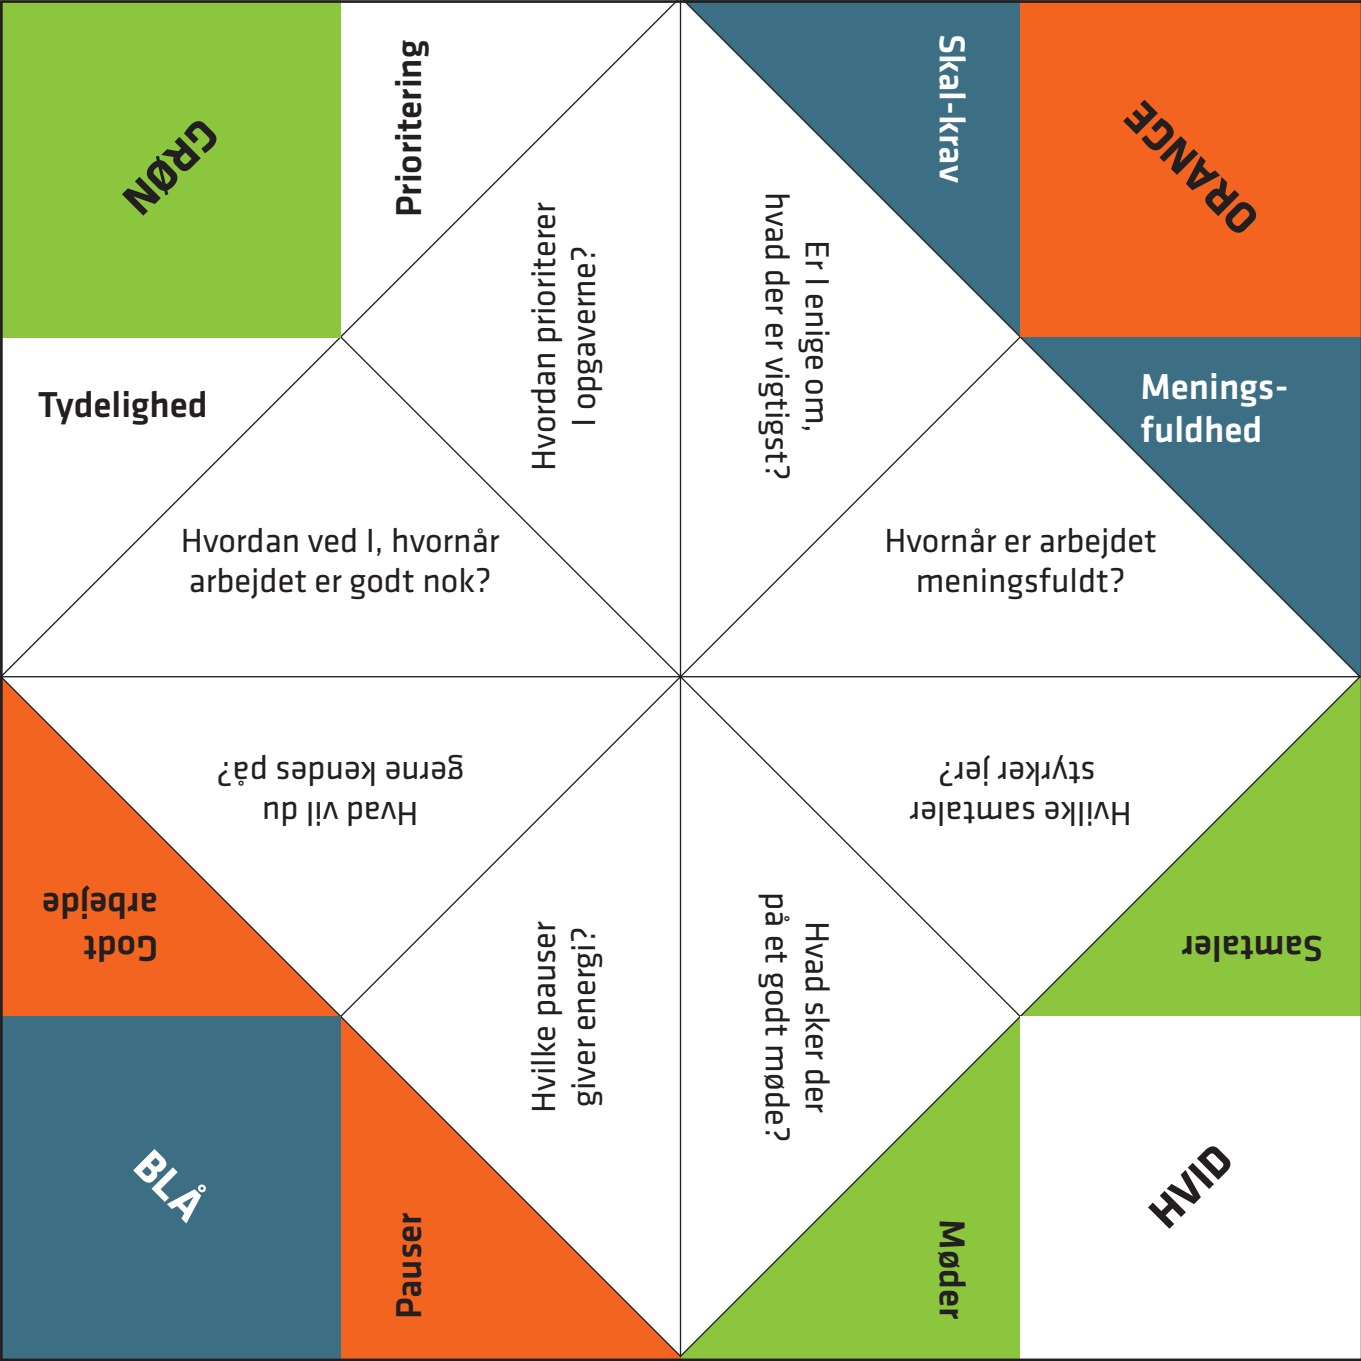 GRØN
Prioritering
Skal-krav
ORANGE
Hvordan prioriterer
I opgaverne?
Er I enige om,
hvad der er vigtigst?
Tydelighed
Menings-
fuldhed
Hvordan ved I, hvornår
arbejdet er godt nok?
Hvornår er arbejdet
meningsfuldt?
Hvad vil du
gerne kendes på?
Hvilke samtaler
styrker jer?
Godt
arbejde
Hvilke pauser
giver energi?
Hvad sker der
på et godt møde?
Samtaler
BLÅ
Pauser
Møder
HVID